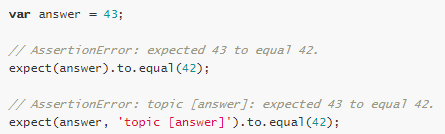 var answer = 43;
// AssertionError: expected 43 to equal 42.
expect(answer).to.equal(42);
// AssertionError: topic [answer]: expected 43 to equal 42.
expect(answer, 'topic [answer]').to.equal(42);